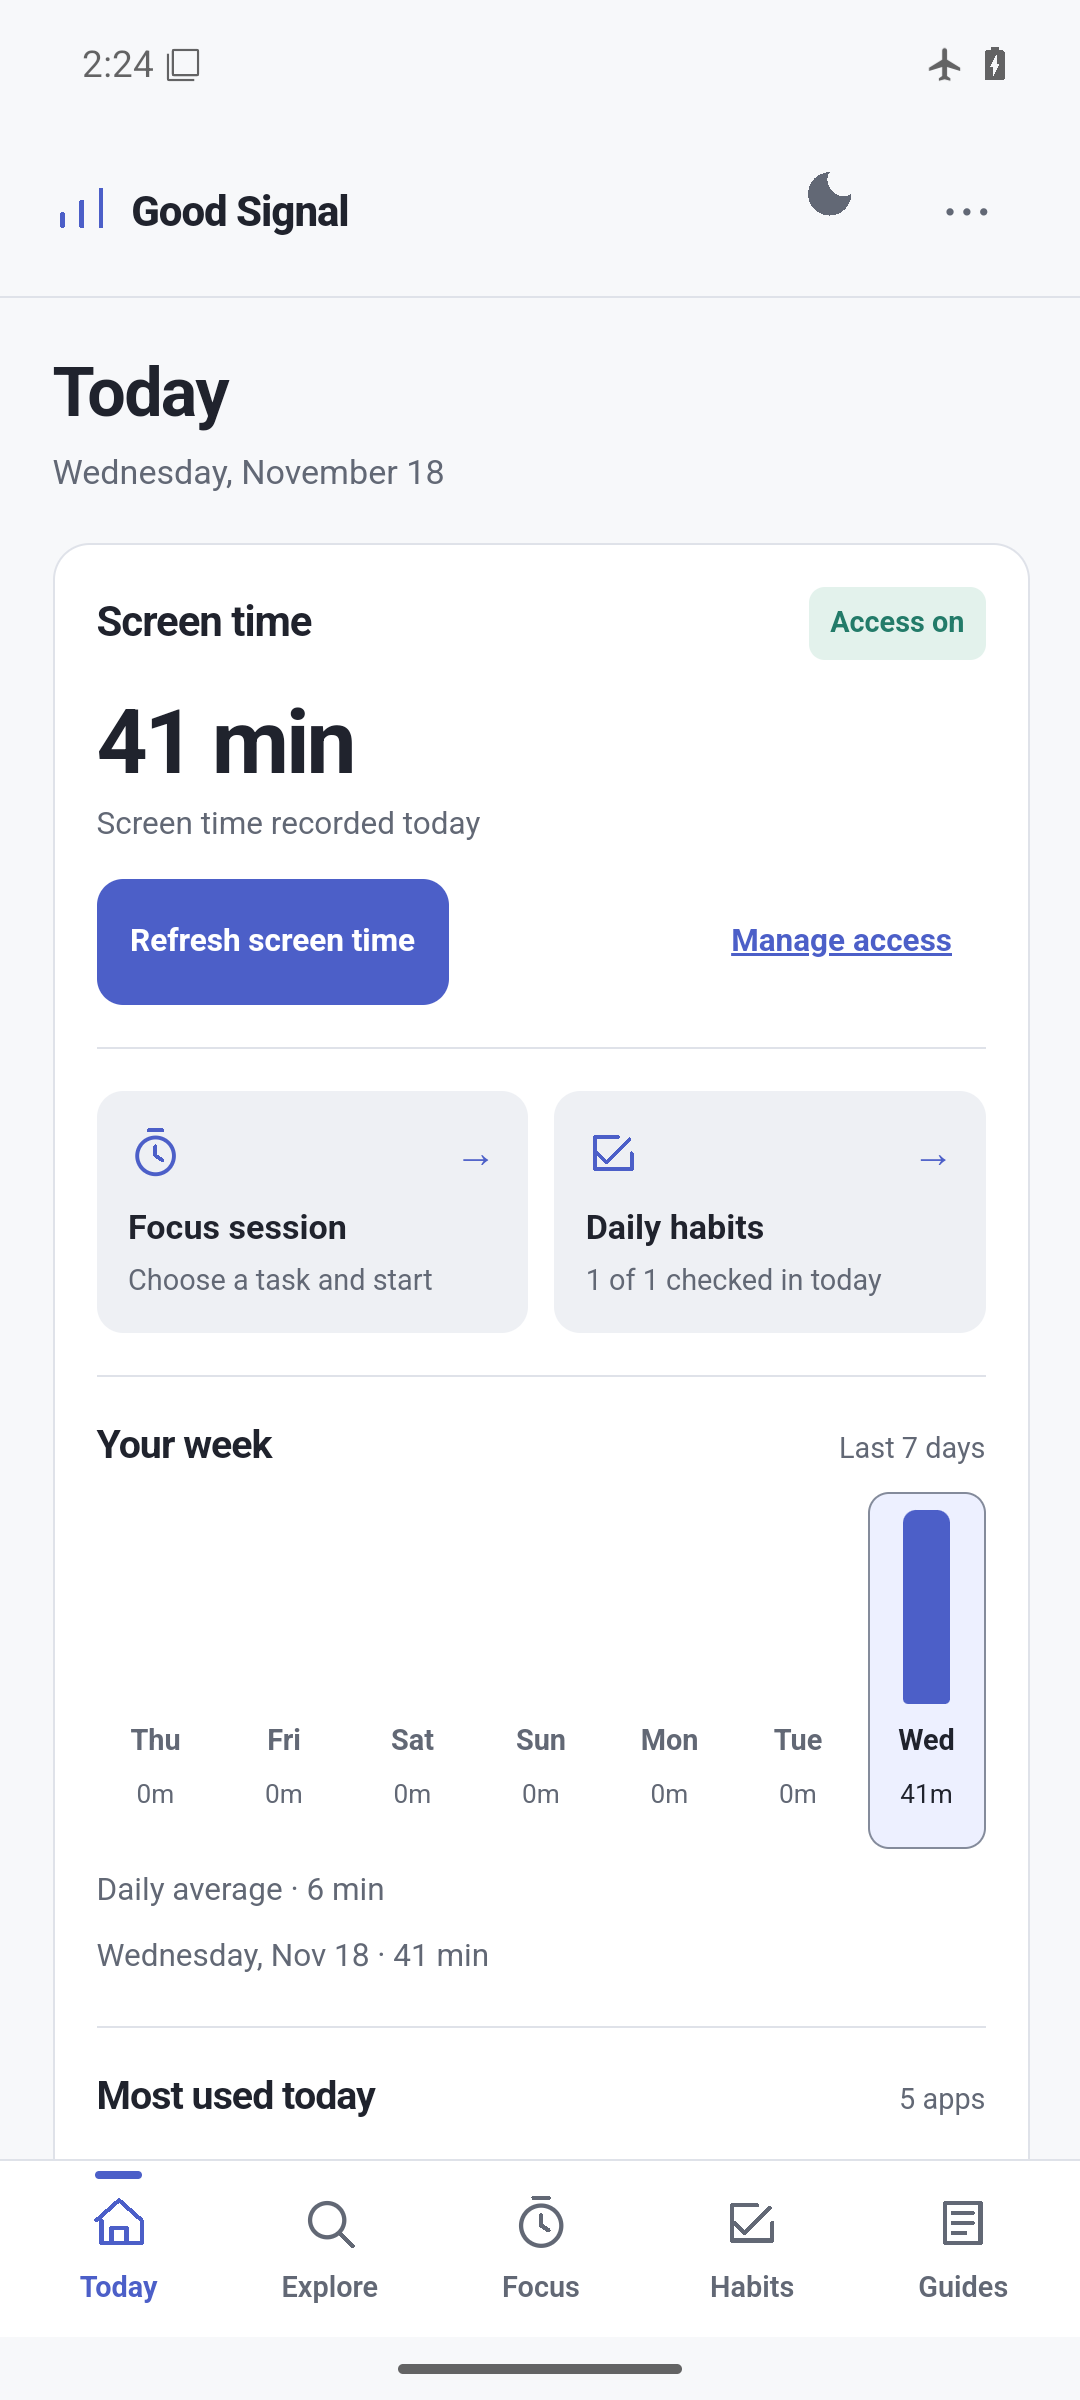 2:24
Good Signal
Today
Wednesday, November 18
Screen time
Access on
41 min
Screen time recorded today
Refresh screen time
Manage access
→
→
Focus session
Choose a task and start
Daily habits
1 of 1 checked in today
Your week
Last 7 days
Thu Fri Sat Sun Mon Tue Wed
0m 0m 0m 0m 0m 0m 41m
Daily average · 6 min
Wednesday, Nov 18 · 41 min
Most used today
5 apps
Today Explore Focus Habits Guides